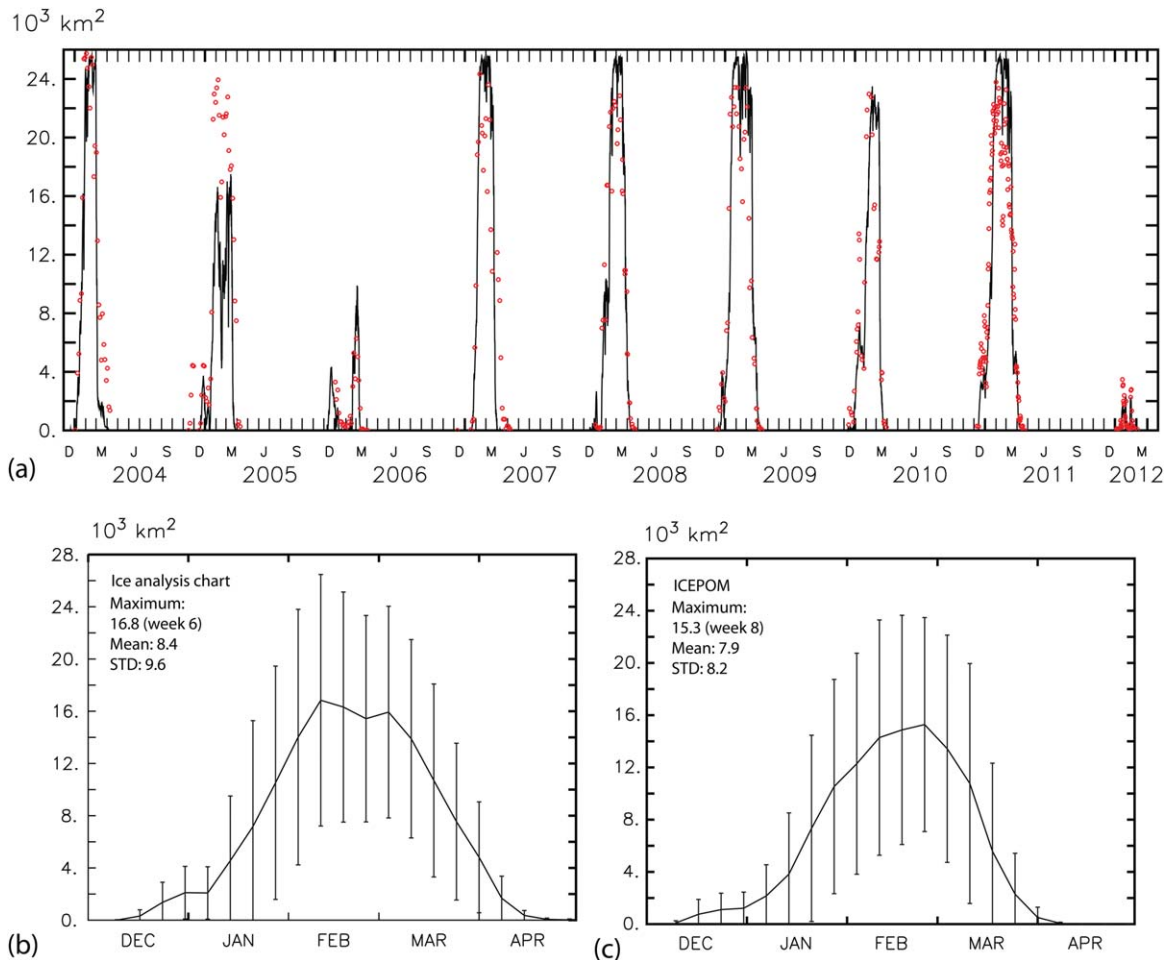 10³ km²
24.
20.
16.
12.
8.
4.
0.
D M J S D M J S D M J S D M J S D M J S D M J S D M J S D M J S D M
2004 2005 2006 2007 2008 2009 2010 2011 2012
(a)
10³ km²
28.
24.
20.
16.
12.
8.
4.
0.
Ice analysis chart
Maximum:
16.8 (week 6)
Mean: 8.4
STD: 9.6
DEC JAN FEB MAR APR
(b)
10³ km²
28.
24.
20.
16.
12.
8.
4.
0.
ICEPOM
Maximum:
15.3 (week 8)
Mean: 7.9
STD: 8.2
DEC JAN FEB MAR APR
(c)